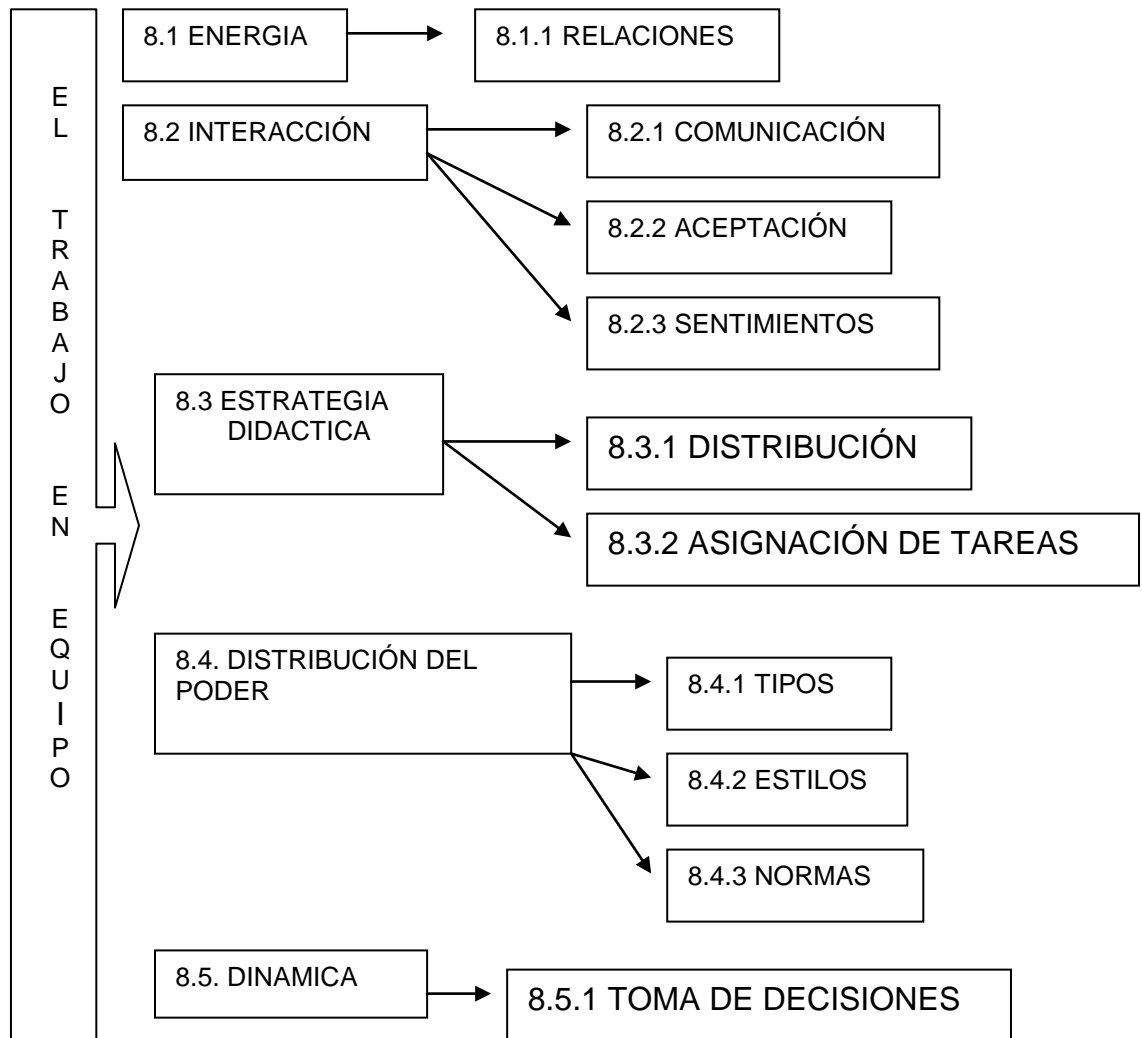 EL TRABAJO EN EQUIPO
8.1 ENERGIA
8.1.1 RELACIONES
8.2 INTERACCIÓN
8.2.1 COMUNICACIÓN
8.2.2 ACEPTACIÓN
8.2.3 SENTIMIENTOS
8.3 ESTRATEGIA
DIDACTICA
8.3.1 DISTRIBUCIÓN
8.3.2 ASIGNACIÓN DE TAREAS
8.4. DISTRIBUCIÓN DEL
PODER
8.4.1 TIPOS
8.4.2 ESTILOS
8.4.3 NORMAS
8.5. DINAMICA
8.5.1 TOMA DE DECISIONES